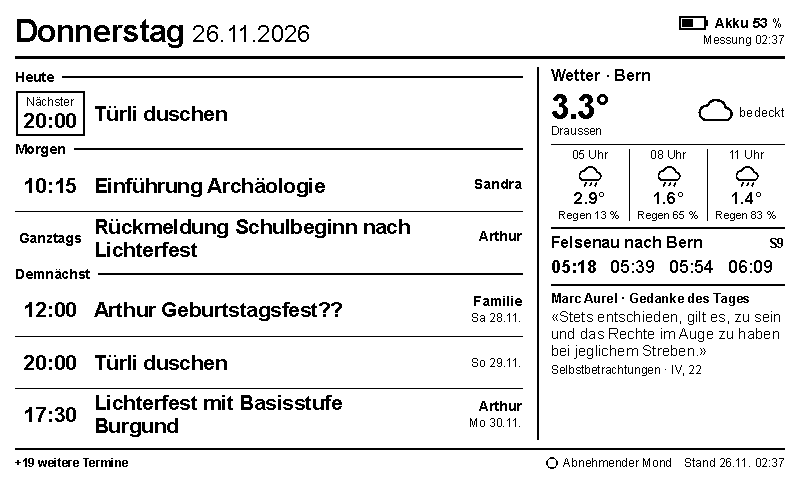 Donnerstag 26.11.2026
Akku 53 %
Messung 02:37
Heute
Nächster
20:00 Türli duschen
Morgen
10:15 Einführung Archäologie Sandra
Ganztags Rückmeldung Schulbeginn nach
Lichterfest Arthur
Demnächst
12:00 Arthur Geburtstagsfest?? Familie
Sa 28.11.
20:00 Türli duschen So 29.11.
17:30 Lichterfest mit Basisstufe
Burgund Arthur
Mo 30.11.
Wetter · Bern
3.3° bedeckt
Draussen
05 Uhr 08 Uhr 11 Uhr
2.9° 1.6° 1.4°
Regen 13 % Regen 65 % Regen 83 %
Felsenau nach Bern S9
05:18 05:39 05:54 06:09
Marc Aurel · Gedanke des Tages
«Stets entschieden, gilt es, zu sein
und das Rechte im Auge zu haben
bei jeglichem Streben.»
Selbstbetrachtungen · IV, 22
+19 weitere Termine
Abnehmender Mond Stand 26.11. 02:37